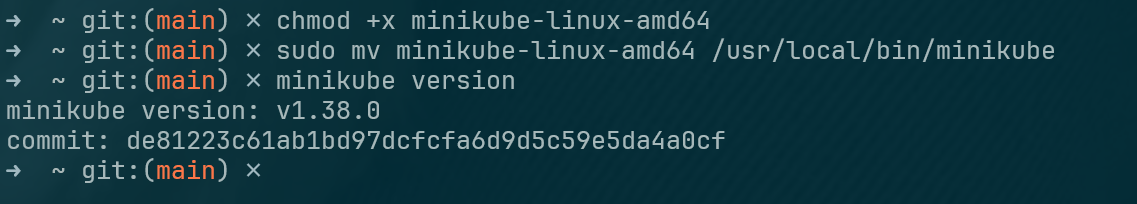 ➜  ~ git:(main) ✗ chmod +x minikube-linux-amd64
➜  ~ git:(main) ✗ sudo mv minikube-linux-amd64 /usr/local/bin/minikube
➜  ~ git:(main) ✗ minikube version
minikube version: v1.38.0
commit: de81223c61ab1bd97dcfcfa6d9d5c59e5da4a0cf
➜  ~ git:(main) ✗